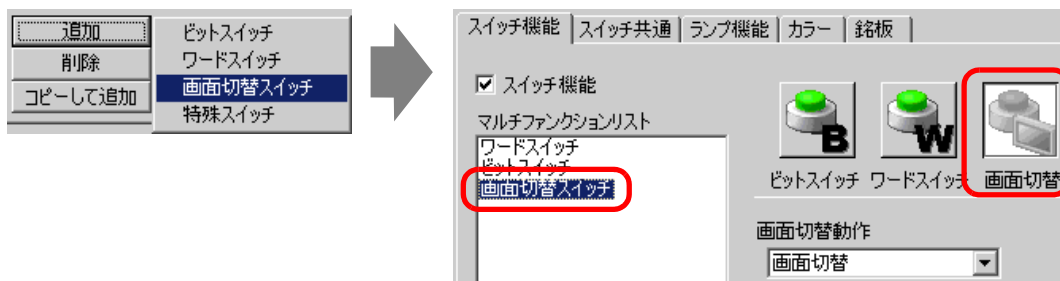 追加
削除
コピーして追加
ビットスイッチ
ワードスイッチ
画面切替スイッチ
特殊スイッチ
スイッチ機能 スイッチ共通 ランプ機能 カラー 銘板
スイッチ機能
マルチファンクションリスト
ワードスイッチ
ビットスイッチ
画面切替スイッチ
B W
ビットスイッチ ワードスイッチ 画面切替
画面切替動作
画面切替